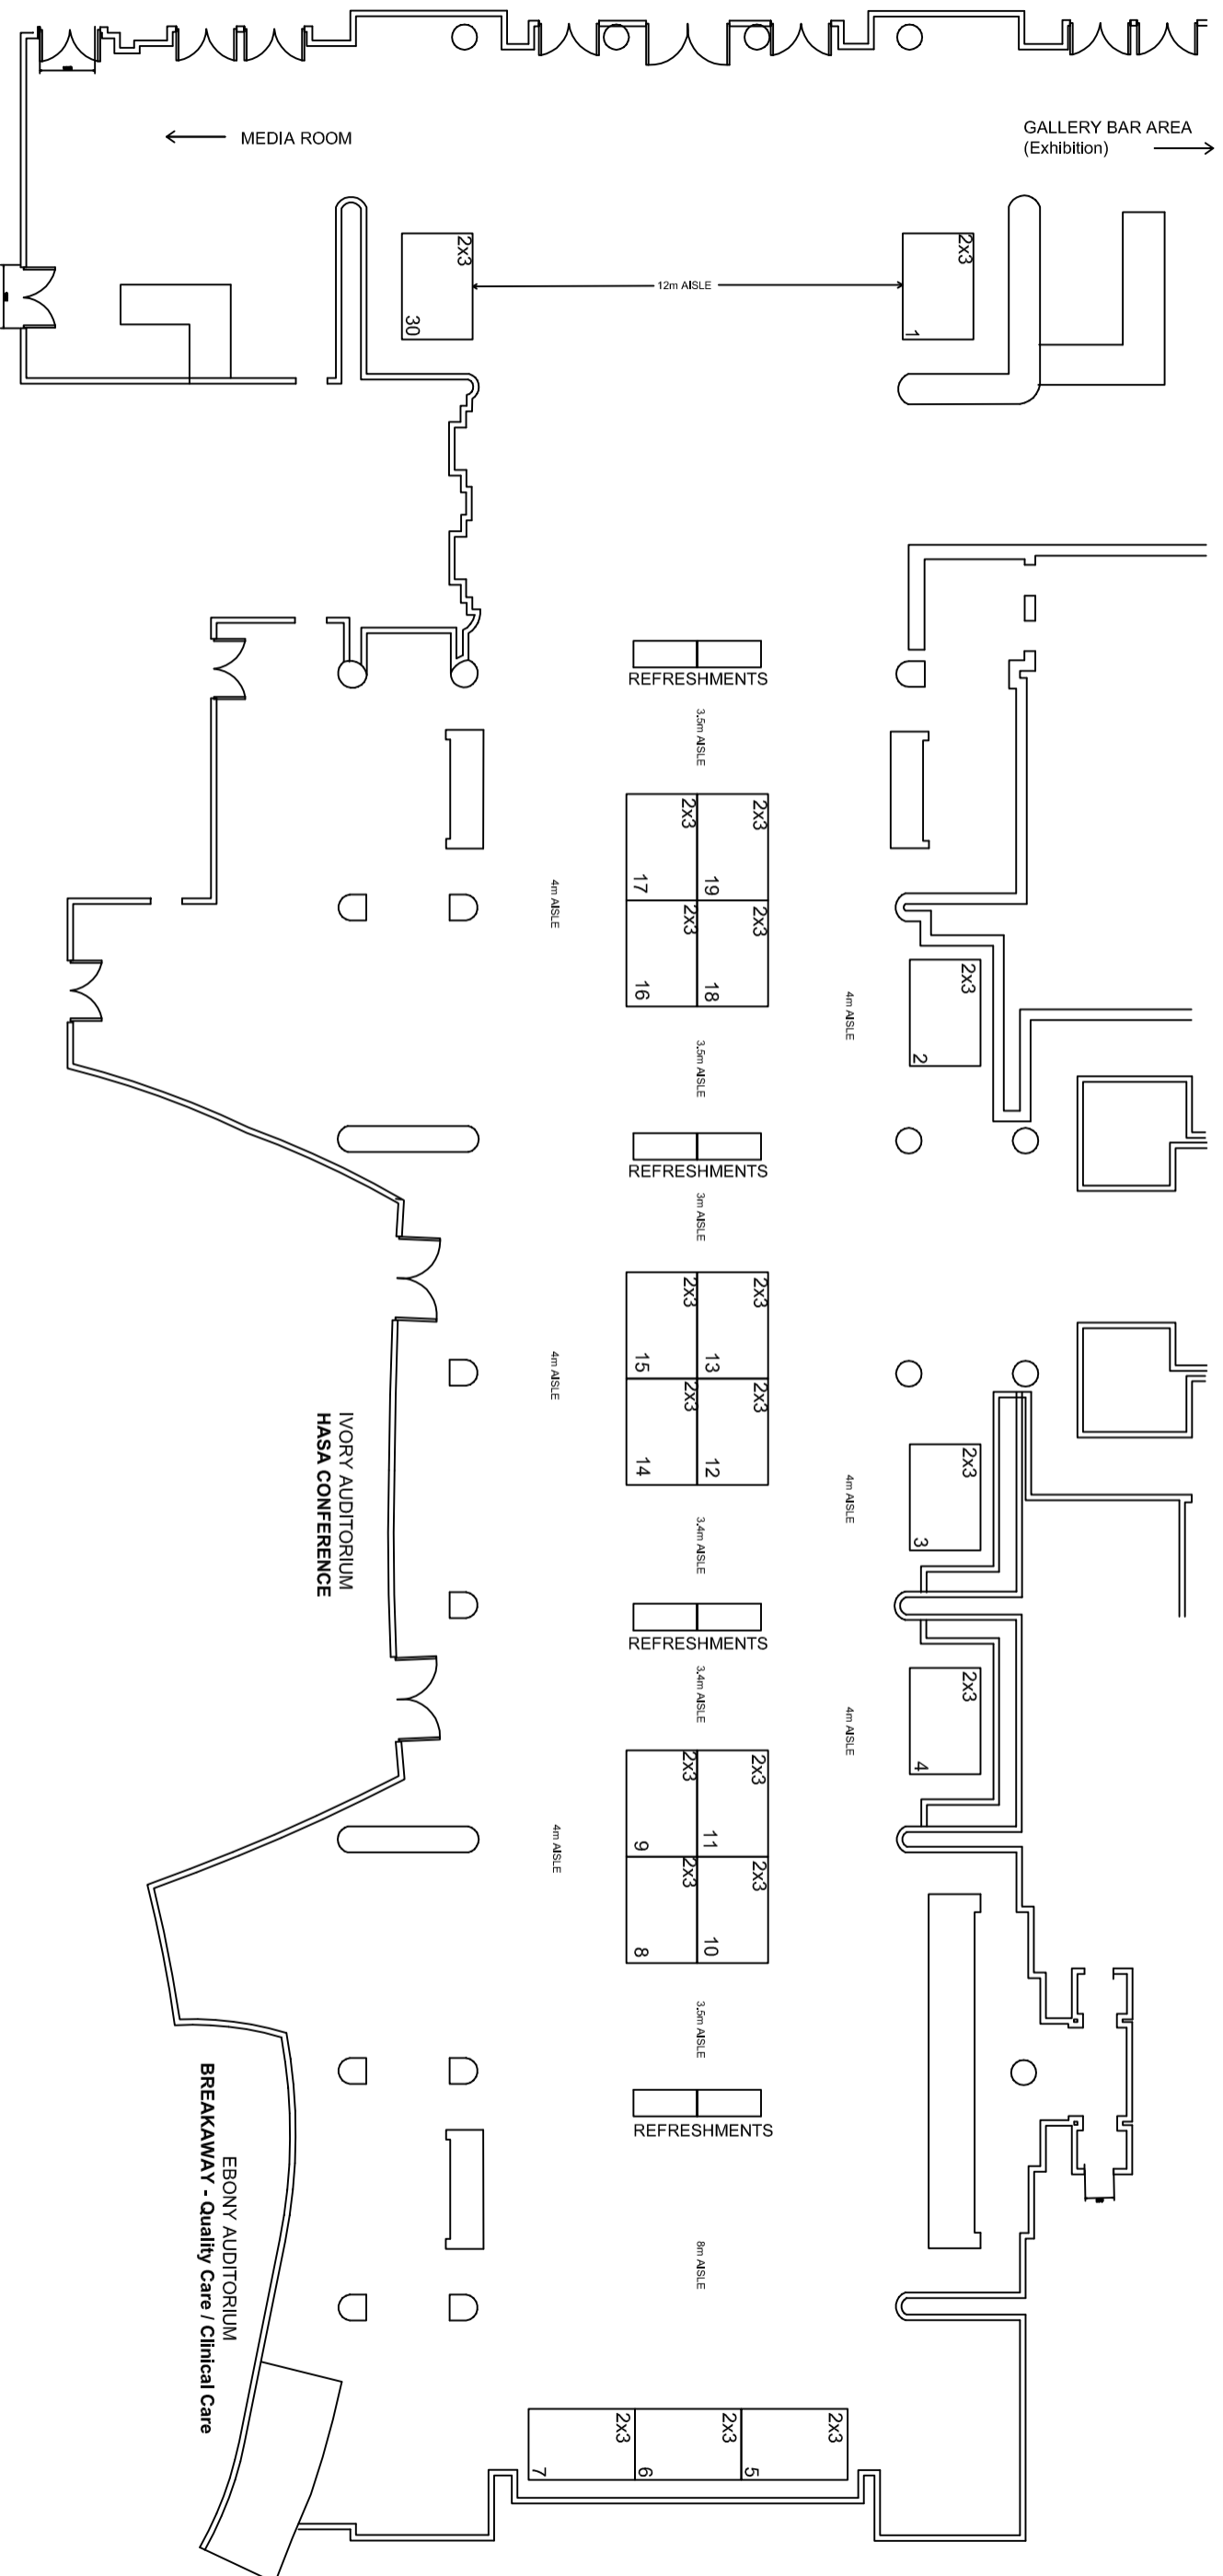 MEDIA ROOM
GALLERY BAR AREA
(Exhibition)
2x3
30
12m AISLE
2x3
1
REFRESHMENTS
3.5m AISLE
2x3
17
2x3
19
2x3
16
2x3
18
4m AISLE
4m AISLE
2x3
2
3.5m AISLE
REFRESHMENTS
3m AISLE
2x3
15
2x3
13
2x3
14
2x3
12
4m AISLE
4m AISLE
2x3
3
IVORY AUDITORIUM
HASA CONFERENCE
3.4m AISLE
REFRESHMENTS
3.4m AISLE
4m AISLE
2x3
4
2x3
9
2x3
11
2x3
8
2x3
10
4m AISLE
3.5m AISLE
REFRESHMENTS
EBONY AUDITORIUM
BREAKAWAY - Quality Care / Clinical Care
8m AISLE
2x3
7
2x3
6
2x3
5